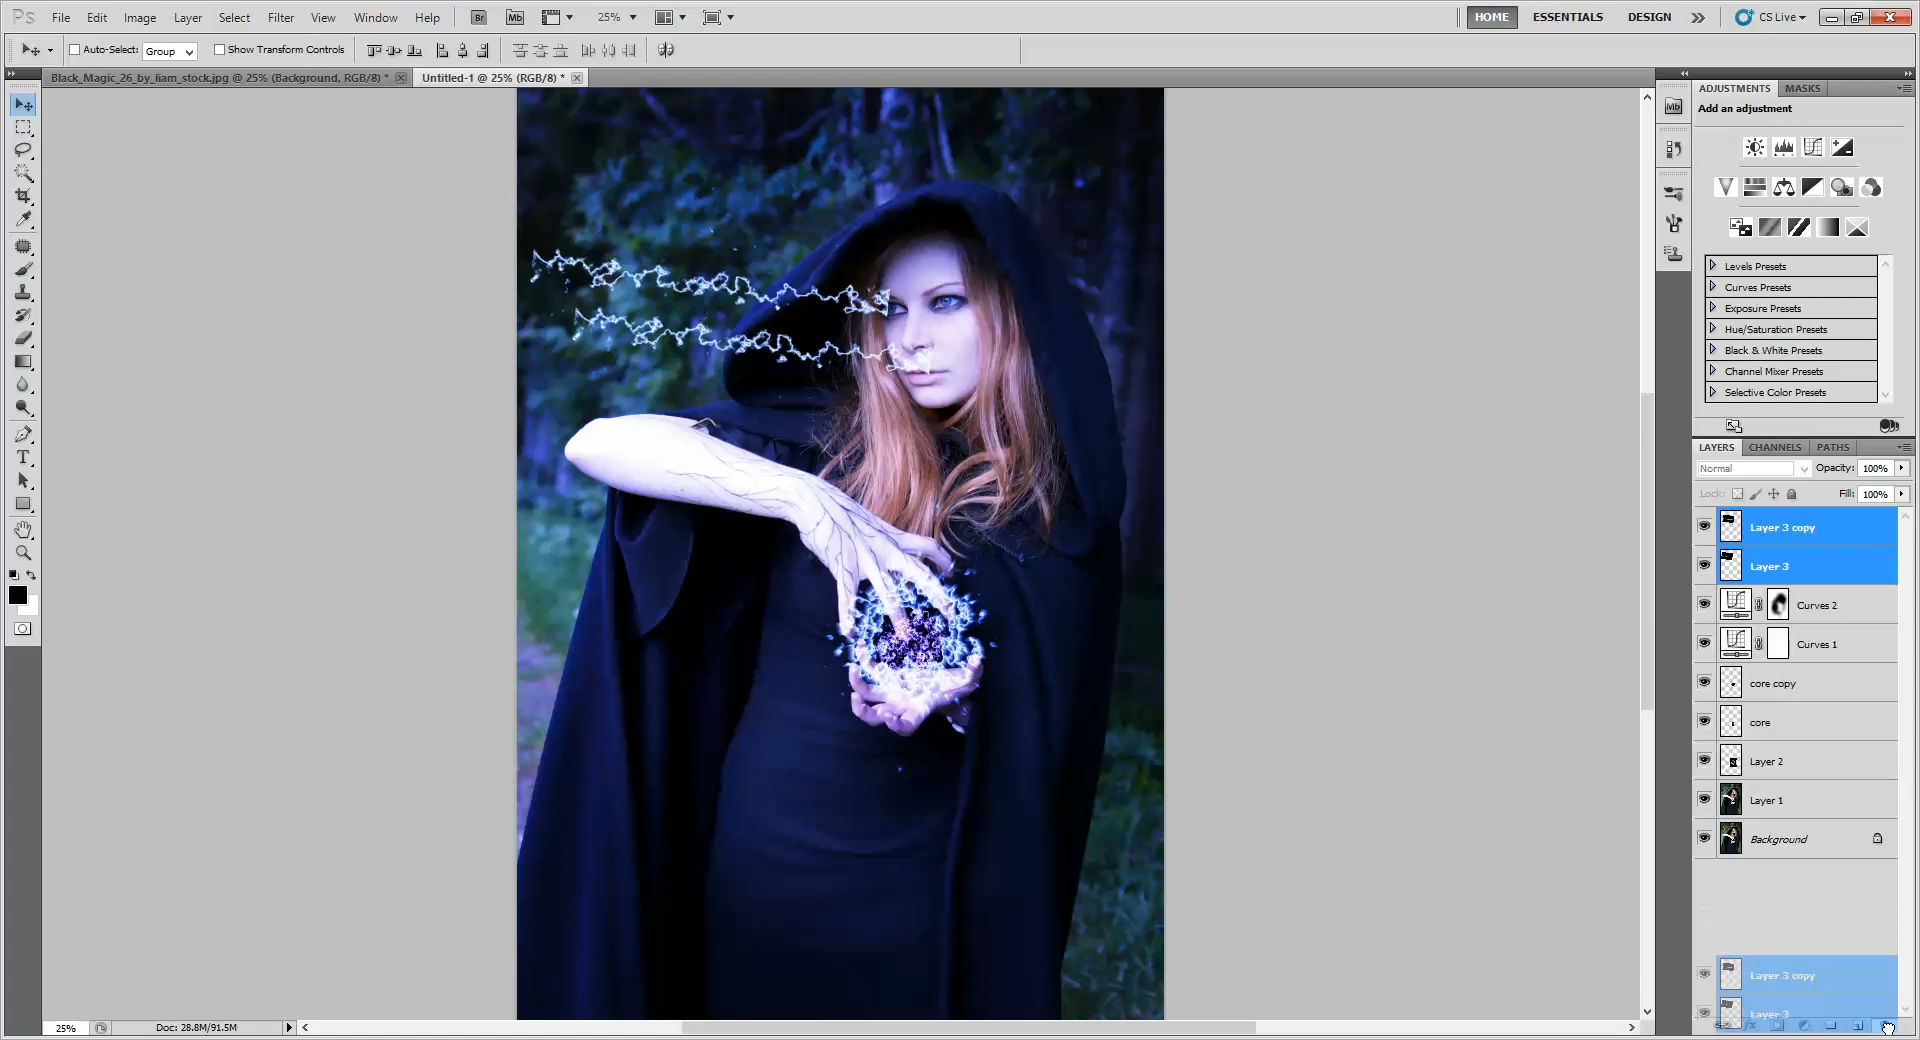 Ps File Edit Image Layer Select Filter View Window Help Br Mb 25% HOME ESSENTIALS DESIGN CS Live
Auto-Select: Group Show Transform Controls
Black_Magic_26_by_liam_stock.jpg @ 25% (Background, RGB/8) * Untitled-1 @ 25% (RGB/8) *
ADJUSTMENTS MASKS
Mb
Add an adjustment
Levels Presets
Curves Presets
Exposure Presets
Hue/Saturation Presets
Black & White Presets
Channel Mixer Presets
Selective Color Presets
LAYERS CHANNELS PATHS
Normal Opacity: 100%
Lock: Fill: 100%
Layer 3 copy
Layer 3
Curves 2
Curves 1
core copy
core
Layer 2
Layer 1
Background
Layer 3 copy
Layer 3
25% Doc: 28.8M/91.5M